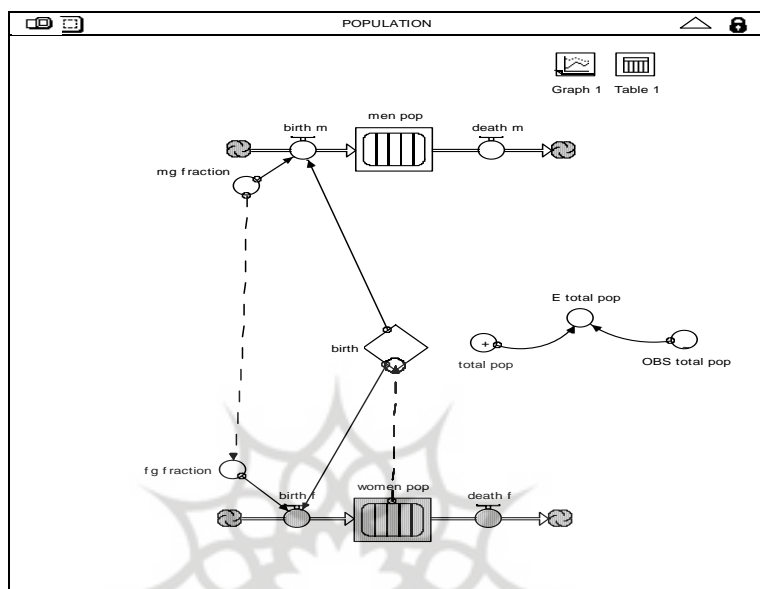 POPULATION
Graph 1 Table 1
birth m
men pop
death m
mg fraction
E total pop
birth
total pop
OBS total pop
fg fraction
birth f
women pop
death f